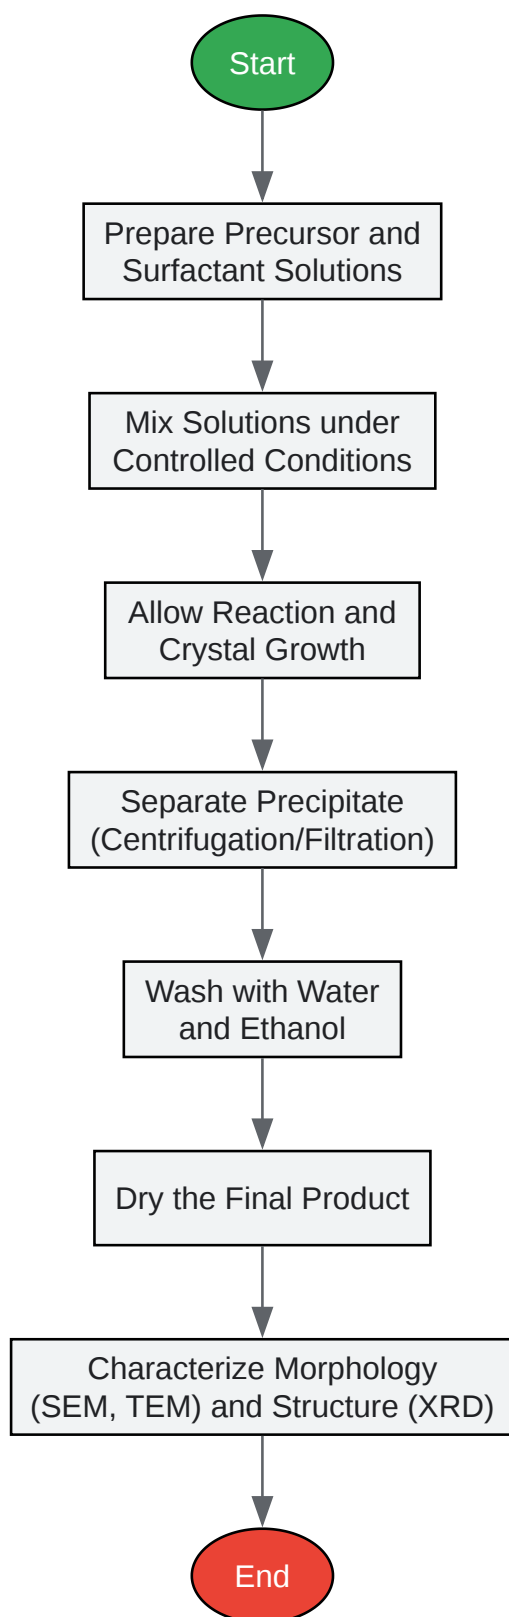 Start
Prepare Precursor and
Surfactant Solutions
Mix Solutions under
Controlled Conditions
Allow Reaction and
Crystal Growth
Separate Precipitate
(Centrifugation/Filtration)
Wash with Water
and Ethanol
Dry the Final Product
Characterize Morphology
(SEM, TEM) and Structure (XRD)
End